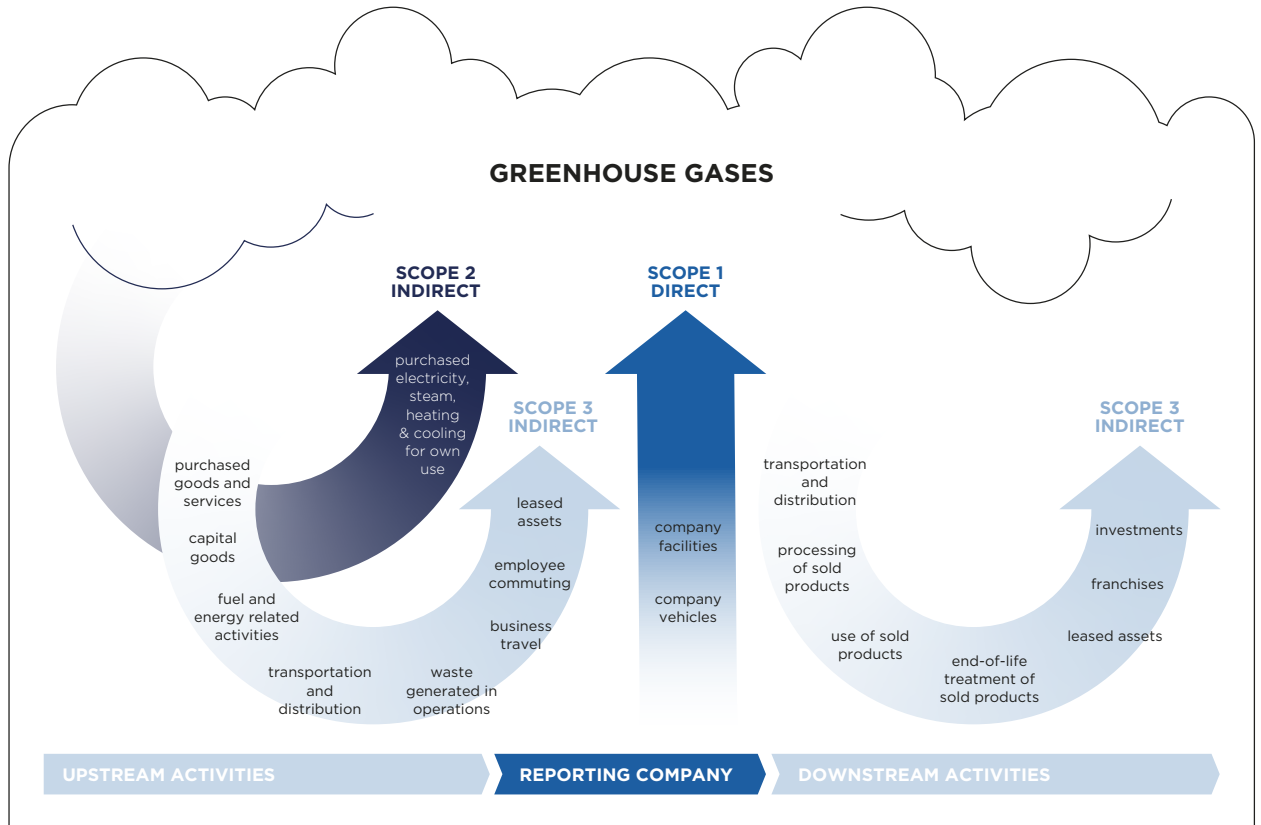 GREENHOUSE GASES
SCOPE 2
INDIRECT
purchased
electricity,
steam,
heating
& cooling
for own
use
SCOPE 3
INDIRECT
purchased
goods and
services
capital
goods
fuel and
energy related
activities
transportation
and
distribution
waste
generated in
operations
business
travel
employee
commuting
leased
assets
SCOPE 1
DIRECT
company
facilities
company
vehicles
SCOPE 3
INDIRECT
transportation
and
distribution
processing
of sold
products
use of sold
products
end-of-life
treatment of
sold products
leased assets
franchises
investments
UPSTREAM ACTIVITIES
REPORTING COMPANY
DOWNSTREAM ACTIVITIES